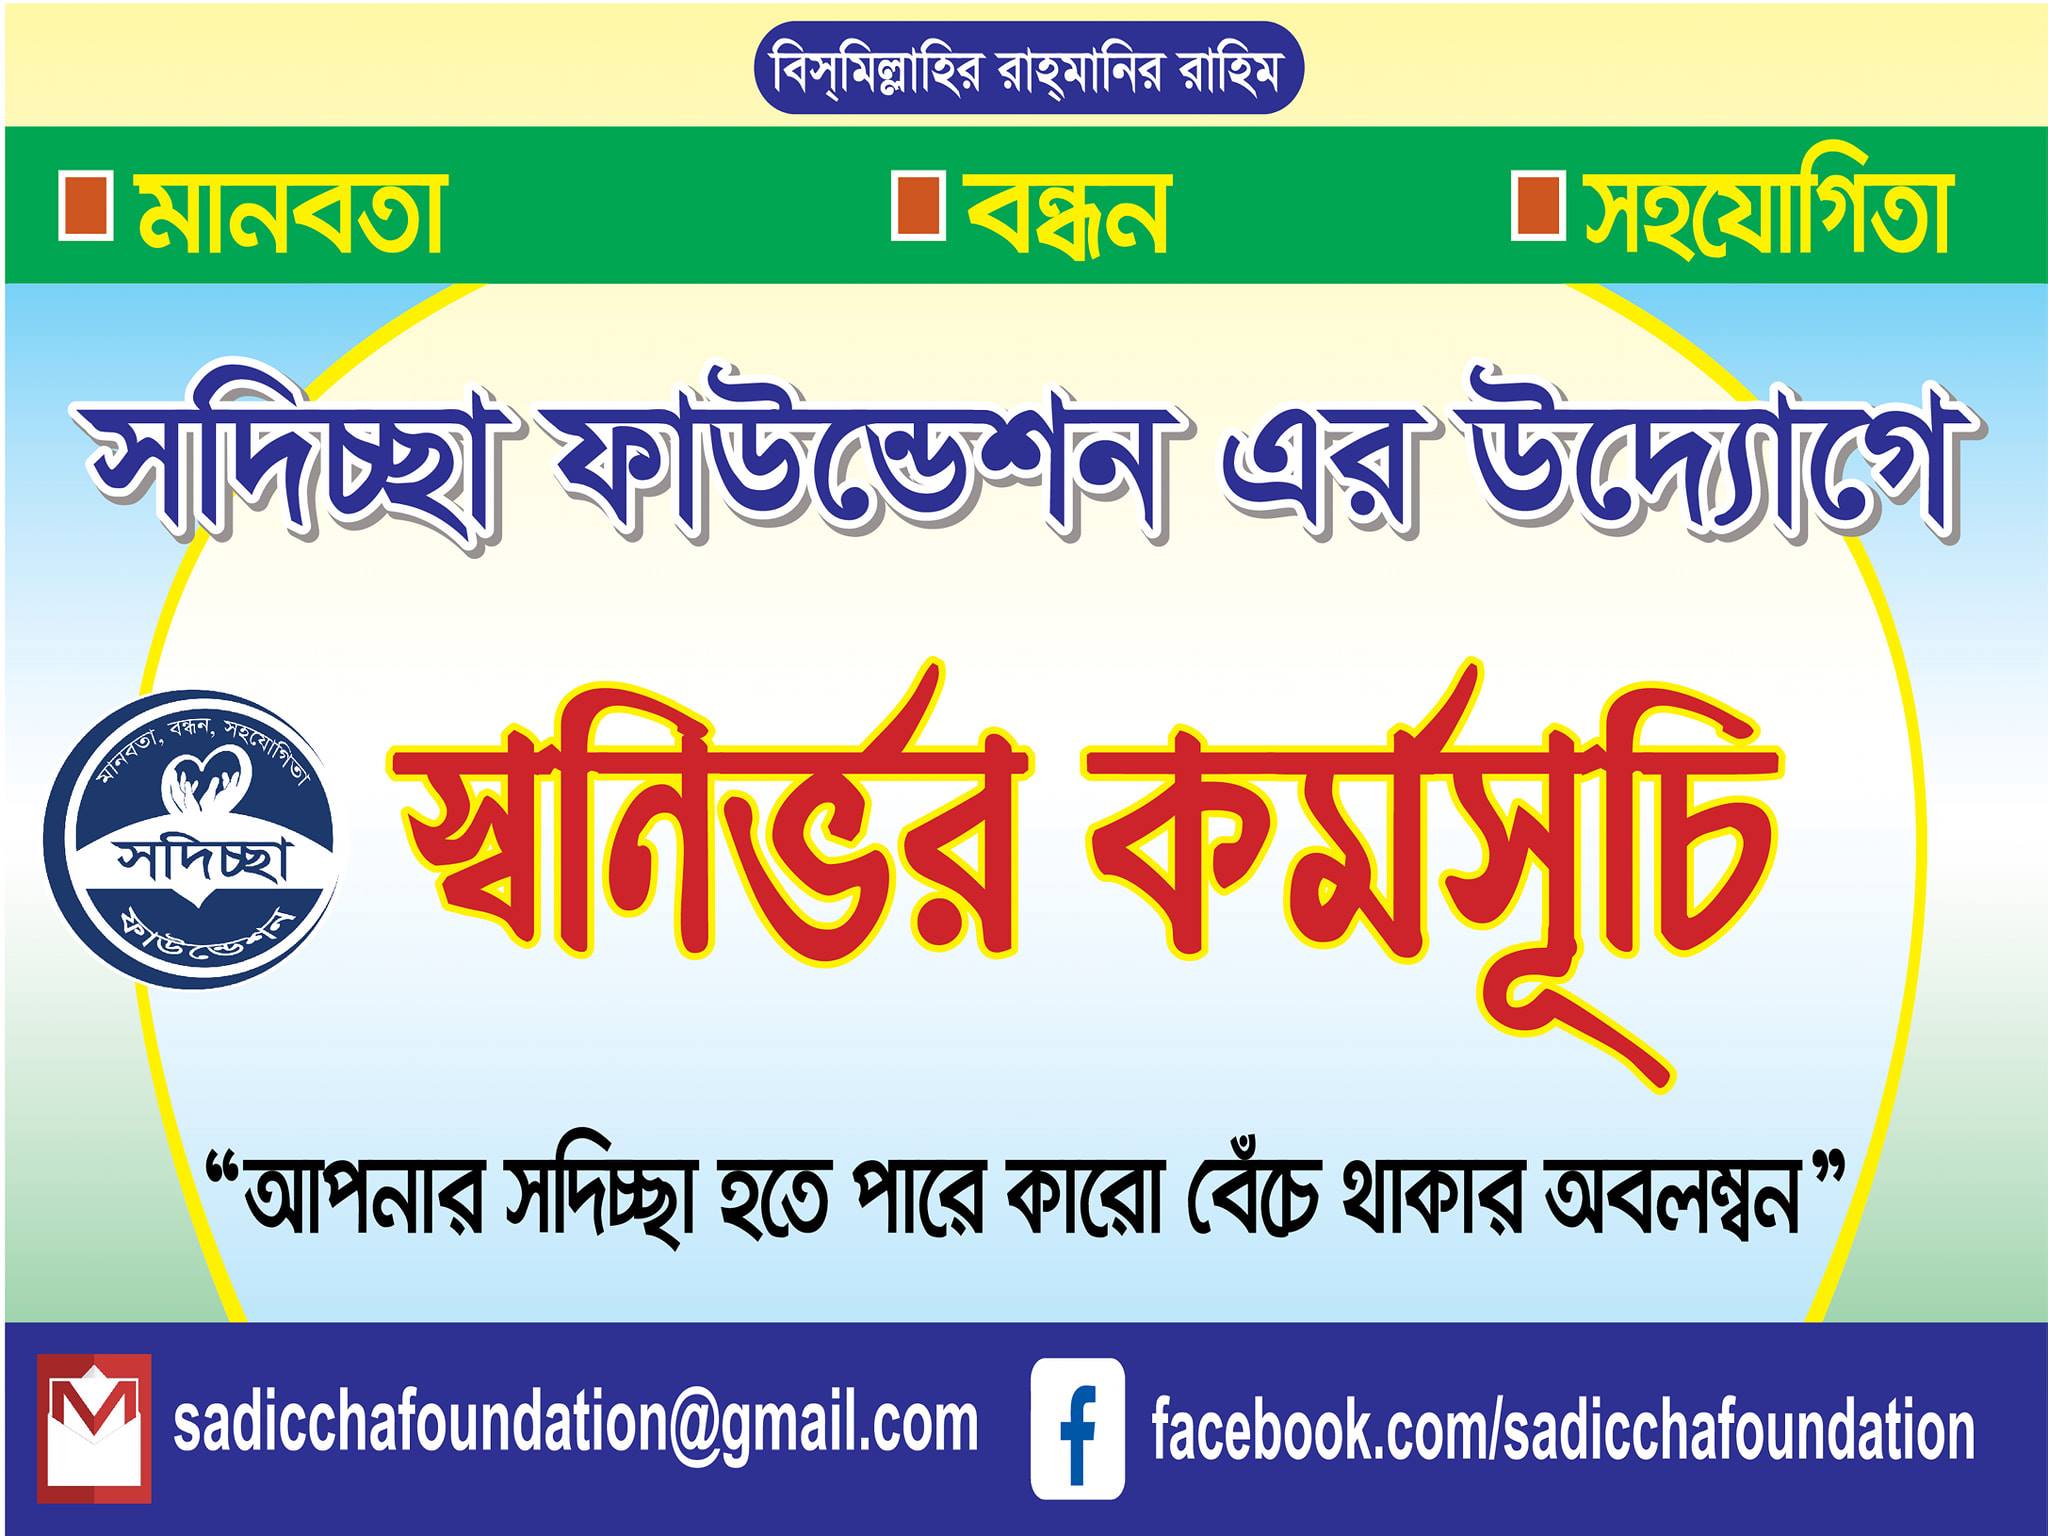 বিস্‌মিল্লাহির রাহ্‌মানির রাহিম
মানবতা বন্ধন সহযোগিতা
সদিচ্ছা ফাউন্ডেশন এর উদ্যোগে
স্বনির্ভর কর্মসূচি
মানবতা, বন্ধন, সহযোগিতা
সদিচ্ছা
ফাউন্ডেশন
“আপনার সদিচ্ছা হতে পারে কারো বেঁচে থাকার অবলম্বন”
sadicchafoundation@gmail.com facebook.com/sadicchafoundation